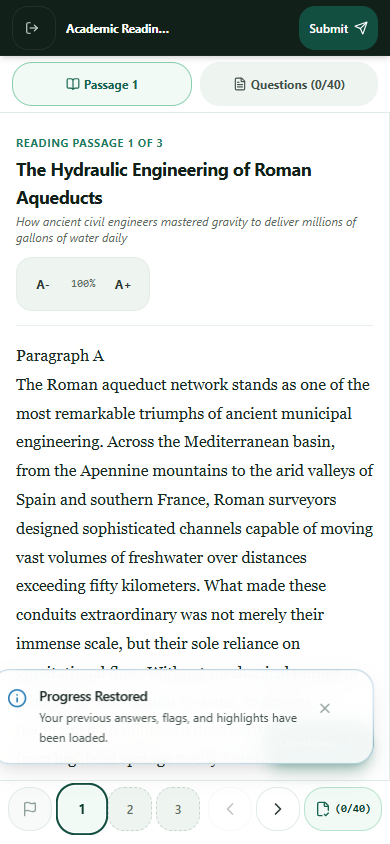 Academic Readin...
Submit
Passage 1
Questions (0/40)
READING PASSAGE 1 OF 3
The Hydraulic Engineering of Roman
Aqueducts
How ancient civil engineers mastered gravity to deliver millions of
gallons of water daily
A- 100% A+
Paragraph A
The Roman aqueduct network stands as one of the
most remarkable triumphs of ancient municipal
engineering. Across the Mediterranean basin,
from the Apennine mountains to the arid valleys of
Spain and southern France, Roman surveyors
designed sophisticated channels capable of moving
vast volumes of freshwater over distances
exceeding fifty kilometers. What made these
conduits extraordinary was not merely their
immense scale, but their sole reliance on
Progress Restored
Your previous answers, flags, and highlights have
been loaded.
1 2 3 (0/40)